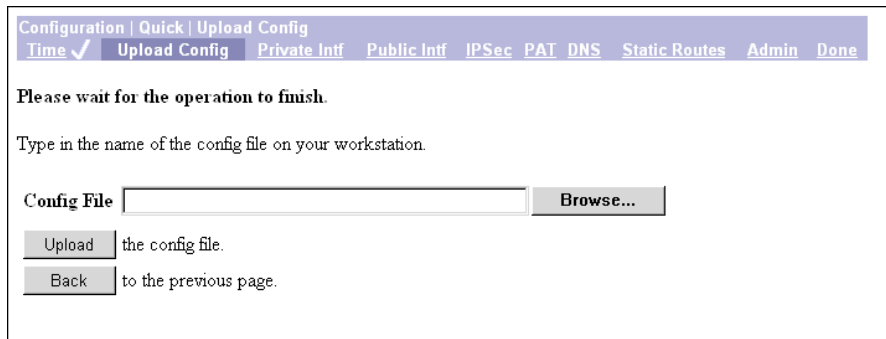 Configuration | Quick | Upload Config
Time Upload Config Private Intf Public Intf IPSec PAT DNS Static Routes Admin Done
Please wait for the operation to finish.
Type in the name of the config file on your workstation.
Config File Browse...
Upload the config file.
Back to the previous page.